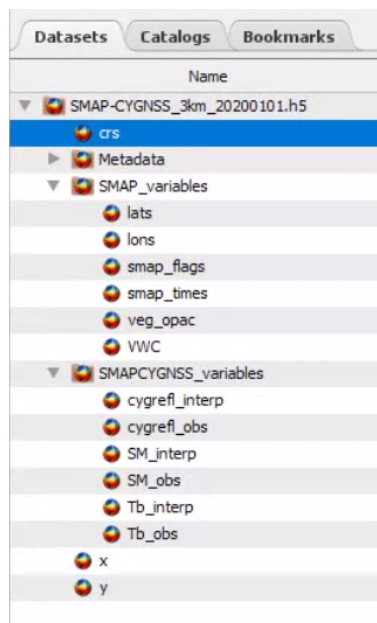 Datasets Catalogs Bookmarks
Name
SMAP-CYGNSS_3km_20200101.h5
crs
Metadata
SMAP_variables
lats
lons
smap_flags
smap_times
veg_opac
VWC
SMAPCYGNSS_variables
cygrefl_interp
cygrefl_obs
SM_interp
SM_obs
Tb_interp
Tb_obs
x
y